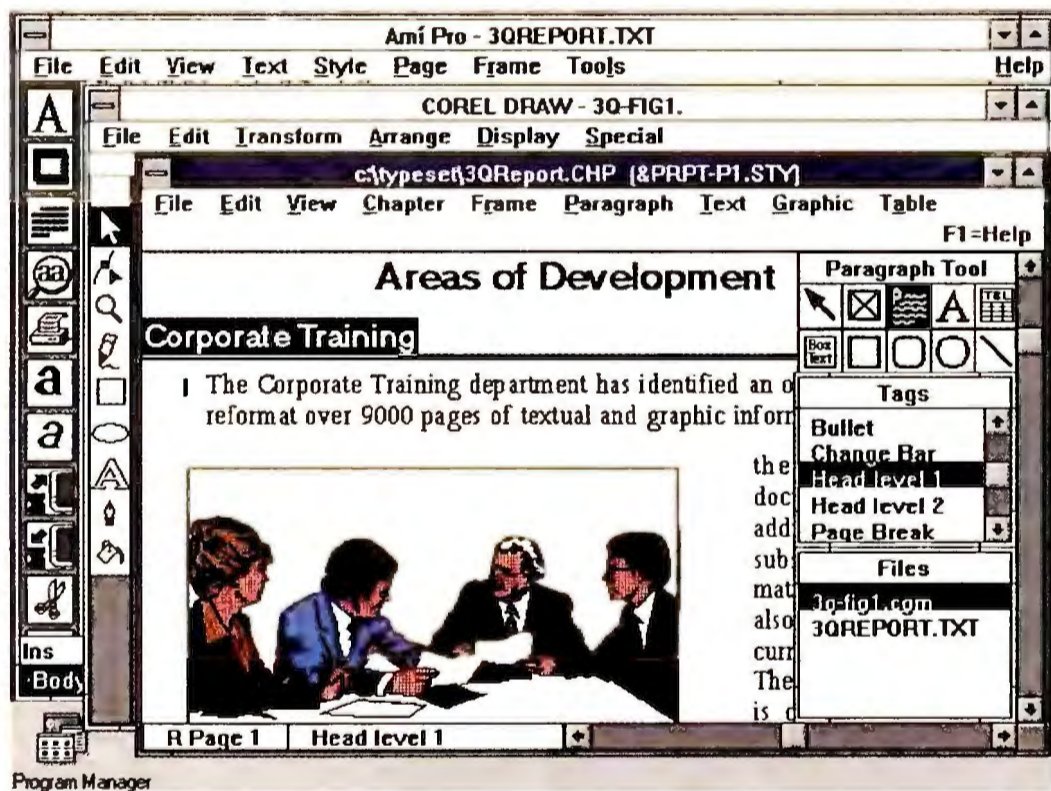 Ami Pro - 3QREPORT.TXT
File Edit View Text Style Page Frame Tools Help
A
COREL DRAW - 3Q-FIG1.
File Edit Transform Arrange Display Special
c:\typeset\3QReport.CHP (&PRPT-P1.STY)
File Edit View Chapter Frame Paragraph Text Graphic Table
F1=Help
aa
a
a
A
Areas of Development
Corporate Training
The Corporate Training department has identified an o
reformat over 9000 pages of textual and graphic inform
the
doc
add
sub
mat
also
curr
The
is
Paragraph Tool
A
Box
Text
Tags
Bullet
Change Bar
Head level 1
Head level 2
Page Break
Files
3q-fig1.cgm
3QREPORT.TXT
Ins
Body
R Page 1 Head level 1
Program Manager